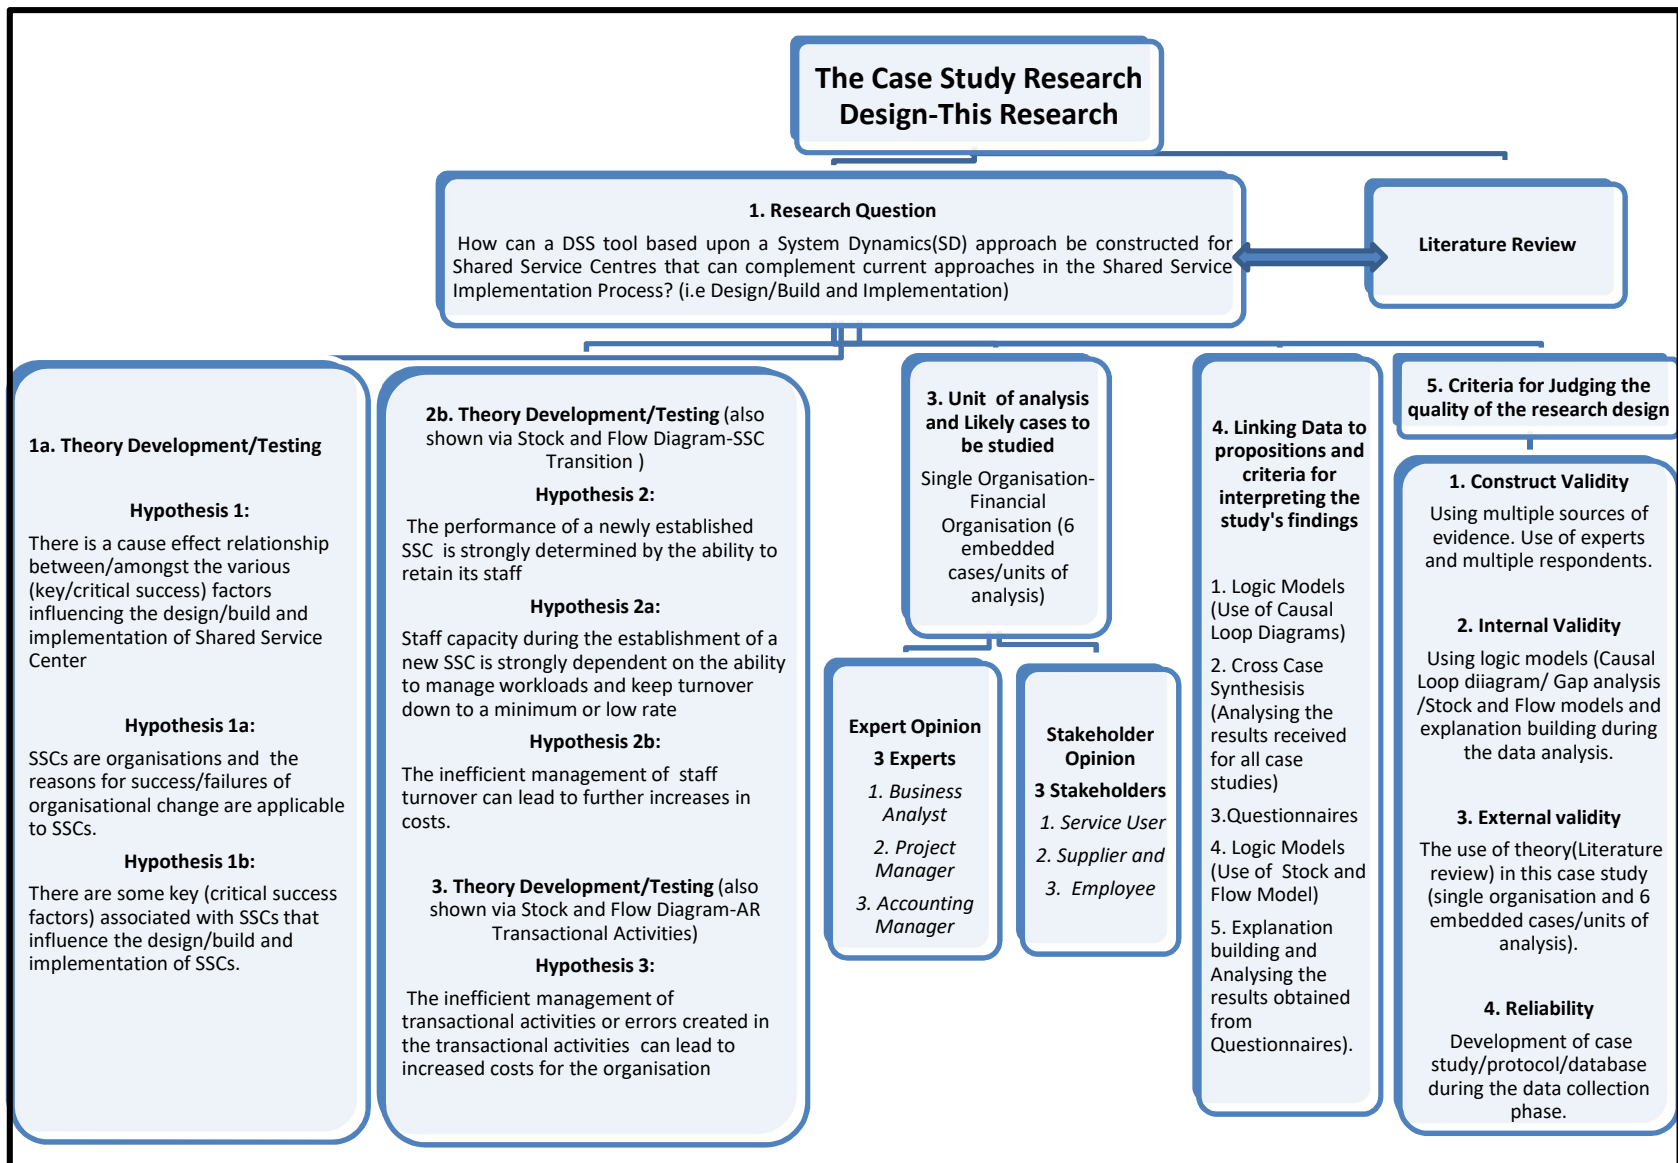 The Case Study Research
Design-This Research
1. Research Question
How can a DSS tool based upon a System Dynamics(SD) approach be constructed for
Shared Service Centres that can complement current approaches in the Shared Service
Implementation Process? (i.e Design/Build and Implementation)
Literature Review
1a. Theory Development/Testing
Hypothesis 1:
There is a cause effect relationship
between/amongst the various
(key/critical success) factors
influencing the design/build and
implementation of Shared Service
Center
Hypothesis 1a:
SSCs are organisations and the
reasons for success/failures of
organisational change are applicable
to SSCs.
Hypothesis 1b:
There are some key (critical success
factors) associated with SSCs that
influence the design/build and
implementation of SSCs.
2b. Theory Development/Testing (also
shown via Stock and Flow Diagram-SSC
Transition )
Hypothesis 2:
The performance of a newly established
SSC is strongly determined by the ability to
retain its staff
Hypothesis 2a:
Staff capacity during the establishment of a
new SSC is strongly dependent on the ability
to manage workloads and keep turnover
down to a minimum or low rate
Hypothesis 2b:
The inefficient management of staff
turnover can lead to further increases in
costs.
3. Theory Development/Testing (also
shown via Stock and Flow Diagram-AR
Transactional Activities)
Hypothesis 3:
The inefficient management of
transactional activities or errors created in
the transactional activities can lead to
increased costs for the organisation
3. Unit of analysis
and Likely cases to
be studied
Single Organisation-
Financial
Organisation (6
embedded
cases/units of
analysis)
Expert Opinion
3 Experts
1. Business
Analyst
2. Project
Manager
3. Accounting
Manager
Stakeholder
Opinion
3 Stakeholders
1. Service User
2. Supplier and
3. Employee
4. Linking Data to
propositions and
criteria for
interpreting the
study's findings
1. Logic Models
(Use of Causal
Loop Diagrams)
2. Cross Case
Synthesisis
(Analysing the
results received
for all case
studies)
3.Questionnaires
4. Logic Models
(Use of Stock and
Flow Model)
5. Explanation
building and
Analysing the
results obtained
from
Questionnaires).
5. Criteria for Judging the
quality of the research design
1. Construct Validity
Using multiple sources of
evidence. Use of experts
and multiple respondents.
2. Internal Validity
Using logic models (Causal
Loop diiagram/ Gap analysis
/Stock and Flow models and
explanation building during
the data analysis.
3. External validity
The use of theory(Literature
review) in this case study
(single organisation and 6
embedded cases/units of
analysis).
4. Reliability
Development of case
study/protocol/database
during the data collection
phase.